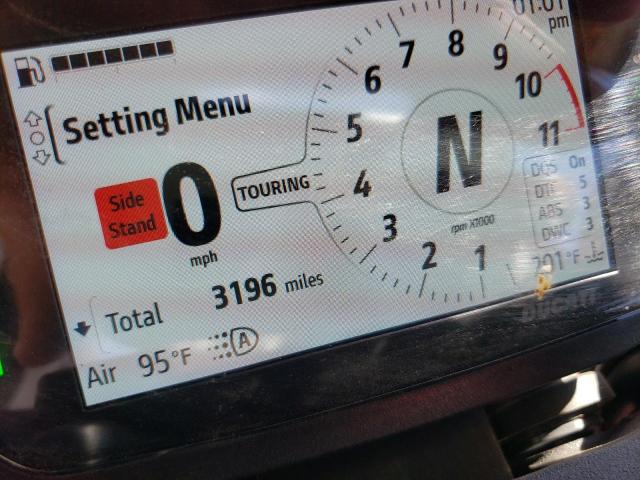 pm
Setting Menu
Side
Stand
0
mph
TOURING
N
1
2
3
4
5
6
7
8
9
10
11
rpm X1000
DQS On
DTC 5
ABS 3
DWC 3
Total 3196 miles
Air 95°F
A
DUCATI